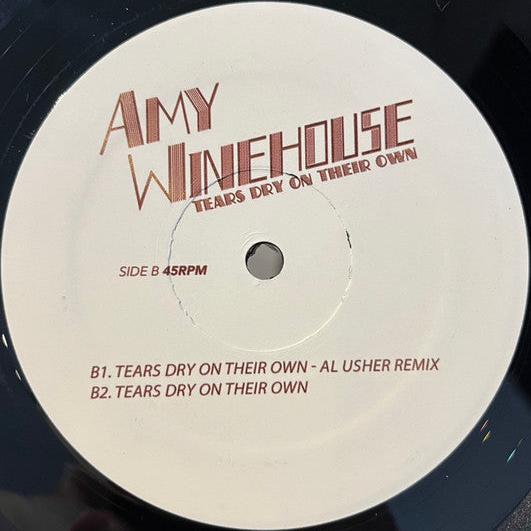 AMY
WINEHOUSE
TEARS DRY ON THEIR OWN
SIDE B 45RPM
B1. TEARS DRY ON THEIR OWN - AL USHER REMIX
B2. TEARS DRY ON THEIR OWN